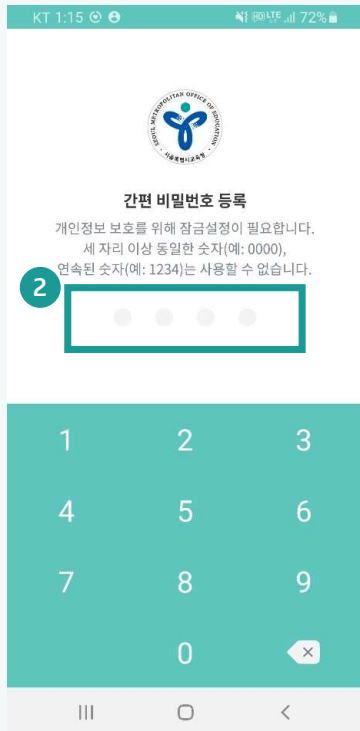 KT 1:15 LTE 72%
SEOUL METROPOLITAN OFFICE OF EDUCATION
서울특별시교육청
간편 비밀번호 등록
개인정보 보호를 위해 잠금설정이 필요합니다.
세 자리 이상 동일한 숫자(예: 0000),
연속된 숫자(예: 1234)는 사용할 수 없습니다.
2
1 2 3
4 5 6
7 8 9
0